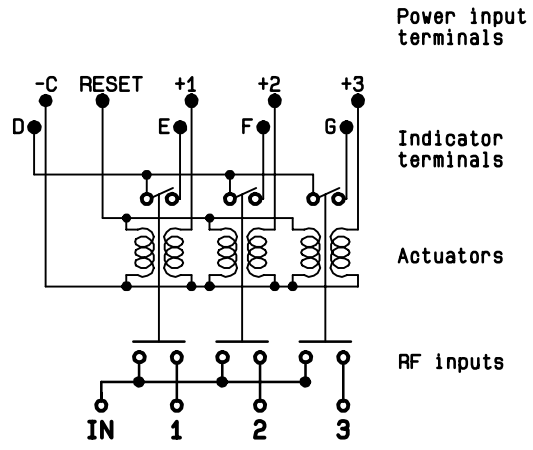 Power input
terminals
-C RESET +1 +2 +3
D E F G
Indicator
terminals
Actuators
RF inputs
IN 1 2 3